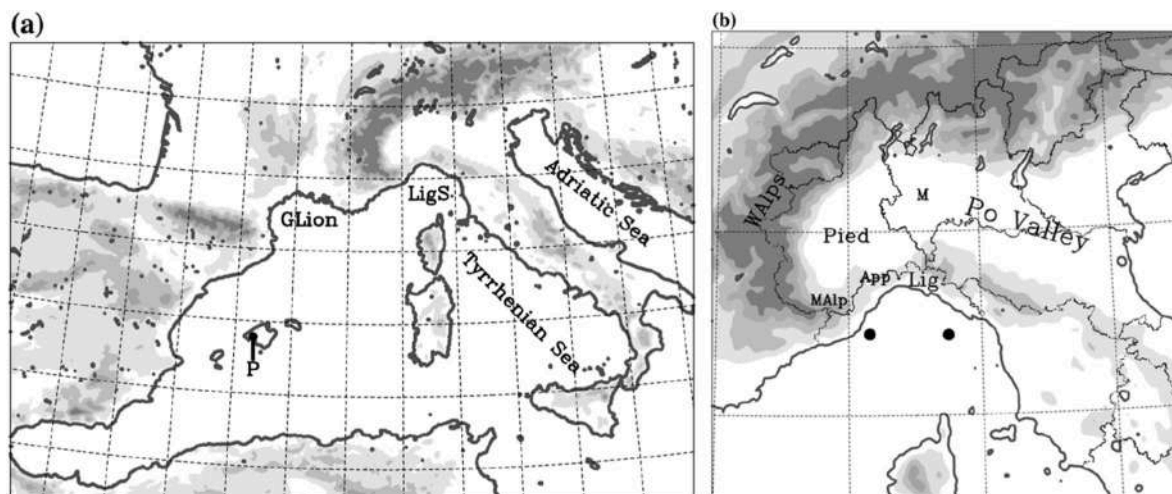 (a)
LigS.
GLion
Adriatic Sea
Tyrrhenian Sea
P
(b)
WAlps
M
Po Valley
Pied
App
Lig
MAlp